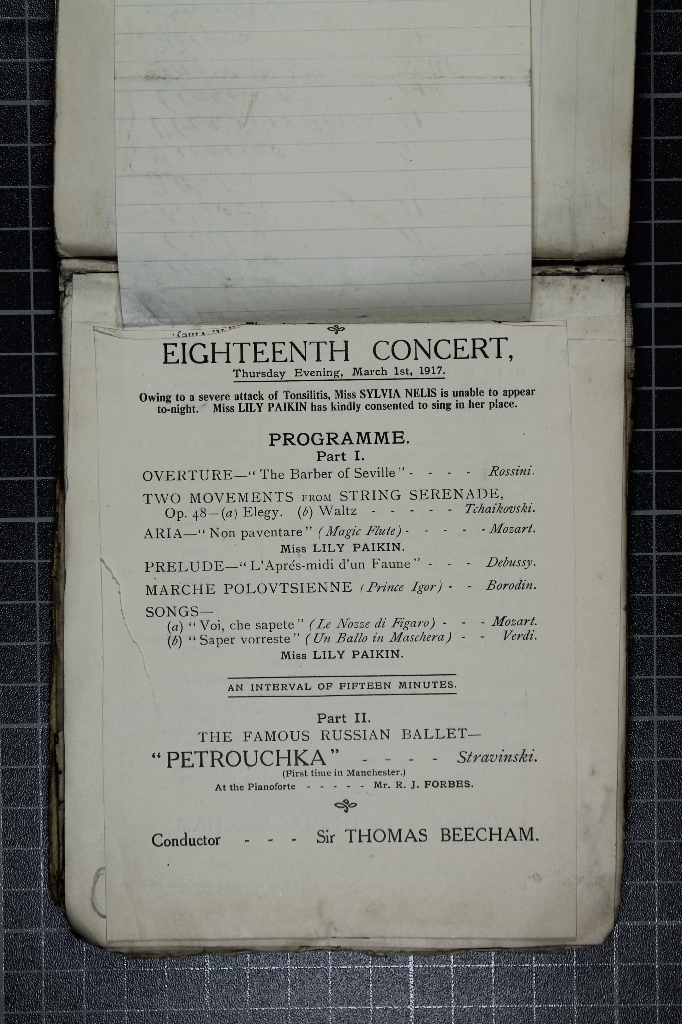 EIGHTEENTH CONCERT,
Thursday Evening, March 1st, 1917.
Owing to a severe attack of Tonsilitis, Miss SYLVIA NELIS is unable to appear
to-night. Miss LILY PAIKIN has kindly consented to sing in her place.
PROGRAMME.
Part I.
OVERTURE—"The Barber of Seville" - - - - Rossini.
TWO MOVEMENTS FROM STRING SERENADE,
Op. 48—(a) Elegy. (b) Waltz - - - - - Tchaikovski.
ARIA—"Non paventare" (Magic Flute) - - - - - Mozart.
Miss LILY PAIKIN.
PRELUDE—"L'Aprés-midi d'un Faune" - - - Debussy.
MARCHE POLOVTSIENNE (Prince Igor) - - Borodin.
SONGS—
(a) "Voi, che sapete" (Le Nozze di Figaro) - - - Mozart.
(b) "Saper vorreste" (Un Ballo in Maschera) - - Verdi.
Miss LILY PAIKIN.
AN INTERVAL OF FIFTEEN MINUTES.
Part II.
THE FAMOUS RUSSIAN BALLET—
"PETROUCHKA" - - - - Stravinski.
(First time in Manchester.)
At the Pianoforte - - - - - Mr. R. J. FORBES.
Conductor - - - Sir THOMAS BEECHAM.